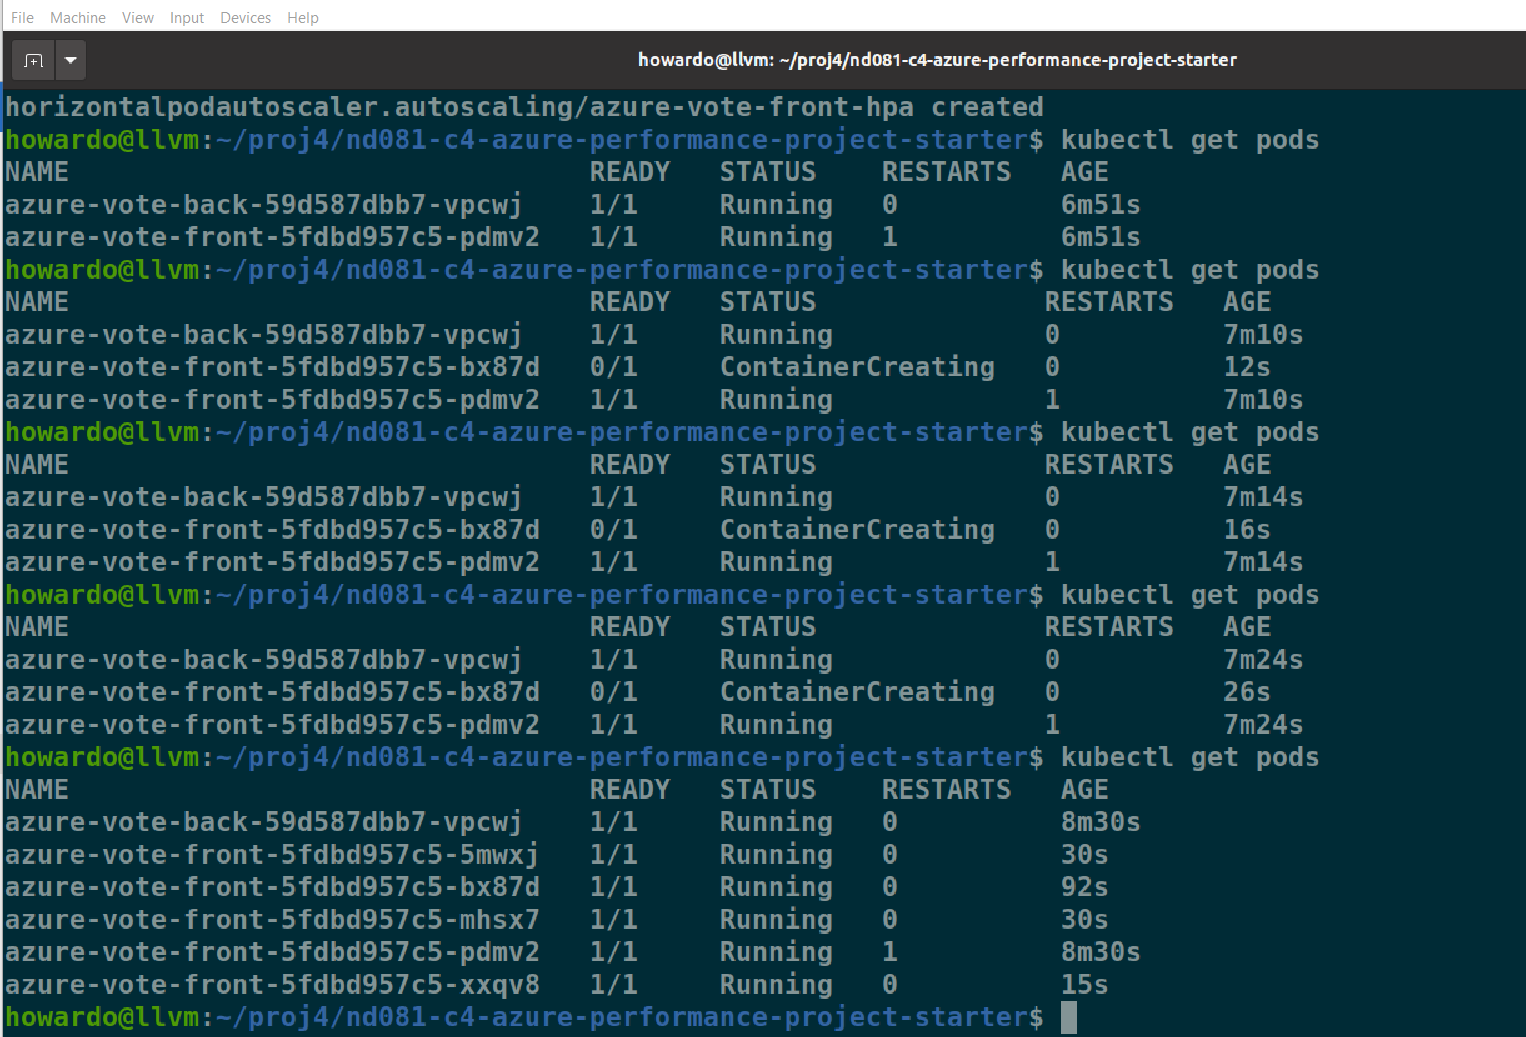 File Machine View Input Devices Help
howardo@llvm: ~/proj4/nd081-c4-azure-performance-project-starter
horizontalpodautoscaler.autoscaling/azure-vote-front-hpa created
howardo@llvm:~/proj4/nd081-c4-azure-performance-project-starter$ kubectl get pods
NAME READY STATUS RESTARTS AGE
azure-vote-back-59d587dbb7-vpcwj 1/1 Running 0 6m51s
azure-vote-front-5fdbd957c5-pdmv2 1/1 Running 1 6m51s
howardo@llvm:~/proj4/nd081-c4-azure-performance-project-starter$ kubectl get pods
NAME READY STATUS RESTARTS AGE
azure-vote-back-59d587dbb7-vpcwj 1/1 Running 0 7m10s
azure-vote-front-5fdbd957c5-bx87d 0/1 ContainerCreating 0 12s
azure-vote-front-5fdbd957c5-pdmv2 1/1 Running 1 7m10s
howardo@llvm:~/proj4/nd081-c4-azure-performance-project-starter$ kubectl get pods
NAME READY STATUS RESTARTS AGE
azure-vote-back-59d587dbb7-vpcwj 1/1 Running 0 7m14s
azure-vote-front-5fdbd957c5-bx87d 0/1 ContainerCreating 0 16s
azure-vote-front-5fdbd957c5-pdmv2 1/1 Running 1 7m14s
howardo@llvm:~/proj4/nd081-c4-azure-performance-project-starter$ kubectl get pods
NAME READY STATUS RESTARTS AGE
azure-vote-back-59d587dbb7-vpcwj 1/1 Running 0 7m24s
azure-vote-front-5fdbd957c5-bx87d 0/1 ContainerCreating 0 26s
azure-vote-front-5fdbd957c5-pdmv2 1/1 Running 1 7m24s
howardo@llvm:~/proj4/nd081-c4-azure-performance-project-starter$ kubectl get pods
NAME READY STATUS RESTARTS AGE
azure-vote-back-59d587dbb7-vpcwj 1/1 Running 0 8m30s
azure-vote-front-5fdbd957c5-5mwxj 1/1 Running 0 30s
azure-vote-front-5fdbd957c5-bx87d 1/1 Running 0 92s
azure-vote-front-5fdbd957c5-mhsx7 1/1 Running 0 30s
azure-vote-front-5fdbd957c5-pdmv2 1/1 Running 1 8m30s
azure-vote-front-5fdbd957c5-xxqv8 1/1 Running 0 15s
howardo@llvm:~/proj4/nd081-c4-azure-performance-project-starter$